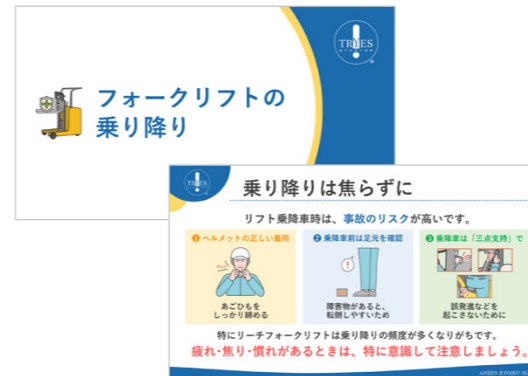 TRYES
フォークリフトの
乗り降り
TRYES
乗り降りは焦らずに
リフト乗降車時は、事故のリスクが高いです。
❶ ヘルメットの正しい着用
あごひもを
しっかり締める
❷ 乗降車前は足元を確認
!
障害物があると、
転倒しやすいため
❸ 乗降車は「三点支持」で
誤発進などを
起こさないために
特にリーチフォークリフトは乗り降りの頻度が多くなりがちです。
疲れ・焦り・慣れがあるときは、特に意識して注意しましょう。